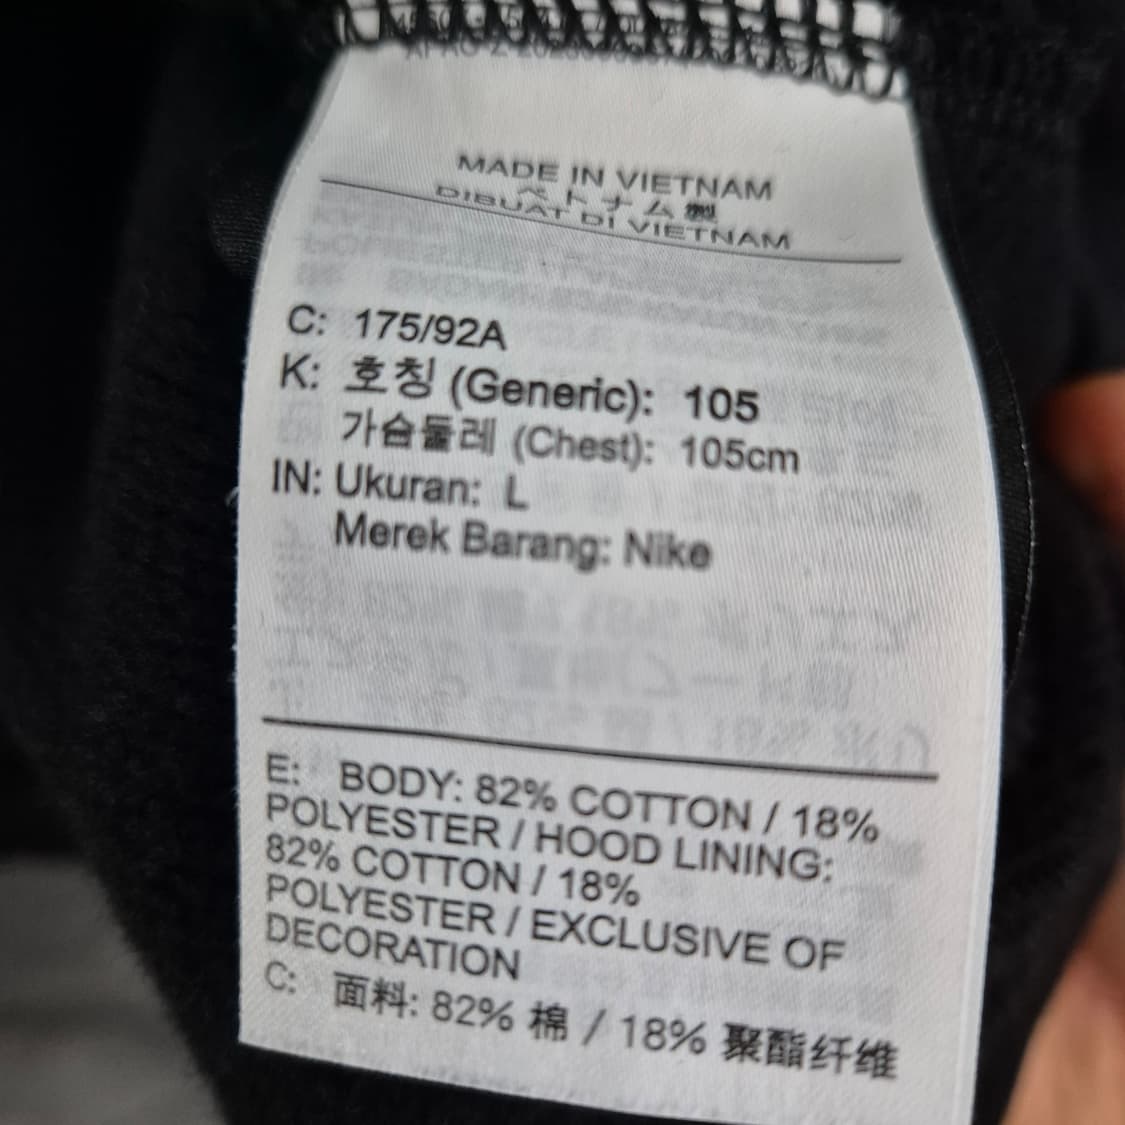 MADE IN VIETNAM
ベトナム製
DIBUAT DI VIETNAM
C: 175/92A
K: 호칭 (Generic): 105
가슴둘레 (Chest): 105cm
IN: Ukuran: L
Merek Barang: Nike
E: BODY: 82% COTTON / 18%
POLYESTER / HOOD LINING:
82% COTTON / 18%
POLYESTER / EXCLUSIVE OF
DECORATION
C: 面料: 82% 棉 / 18% 聚酯纤维